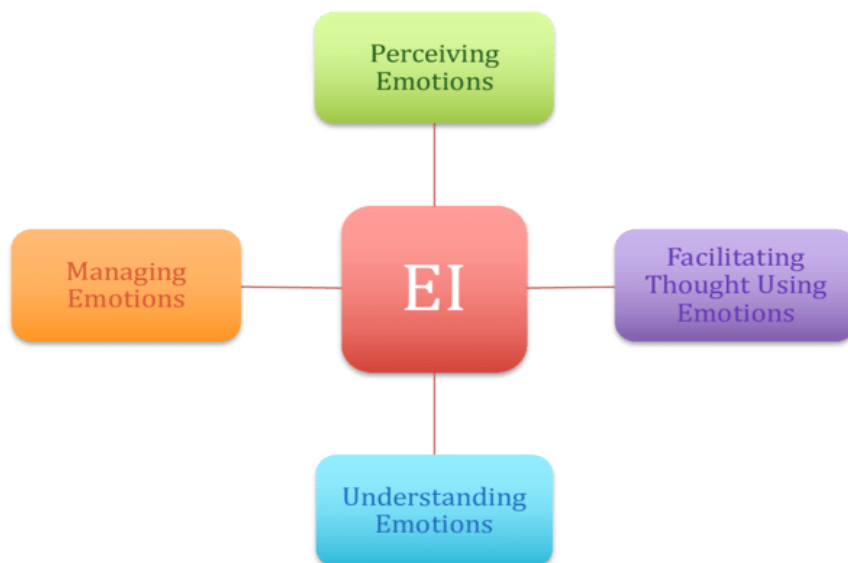 Perceiving
Emotions
Managing
Emotions
EI
Facilitating
Thought Using
Emotions
Understanding
Emotions